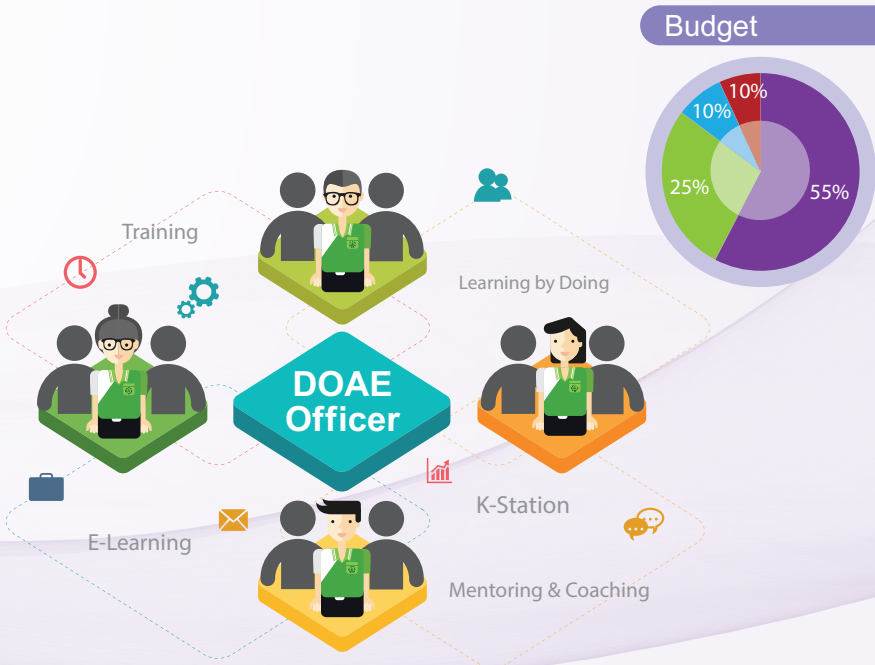 Budget
10%
10%
25%
55%
Training
Learning by Doing
DOAE
Officer
K-Station
E-Learning
Mentoring & Coaching